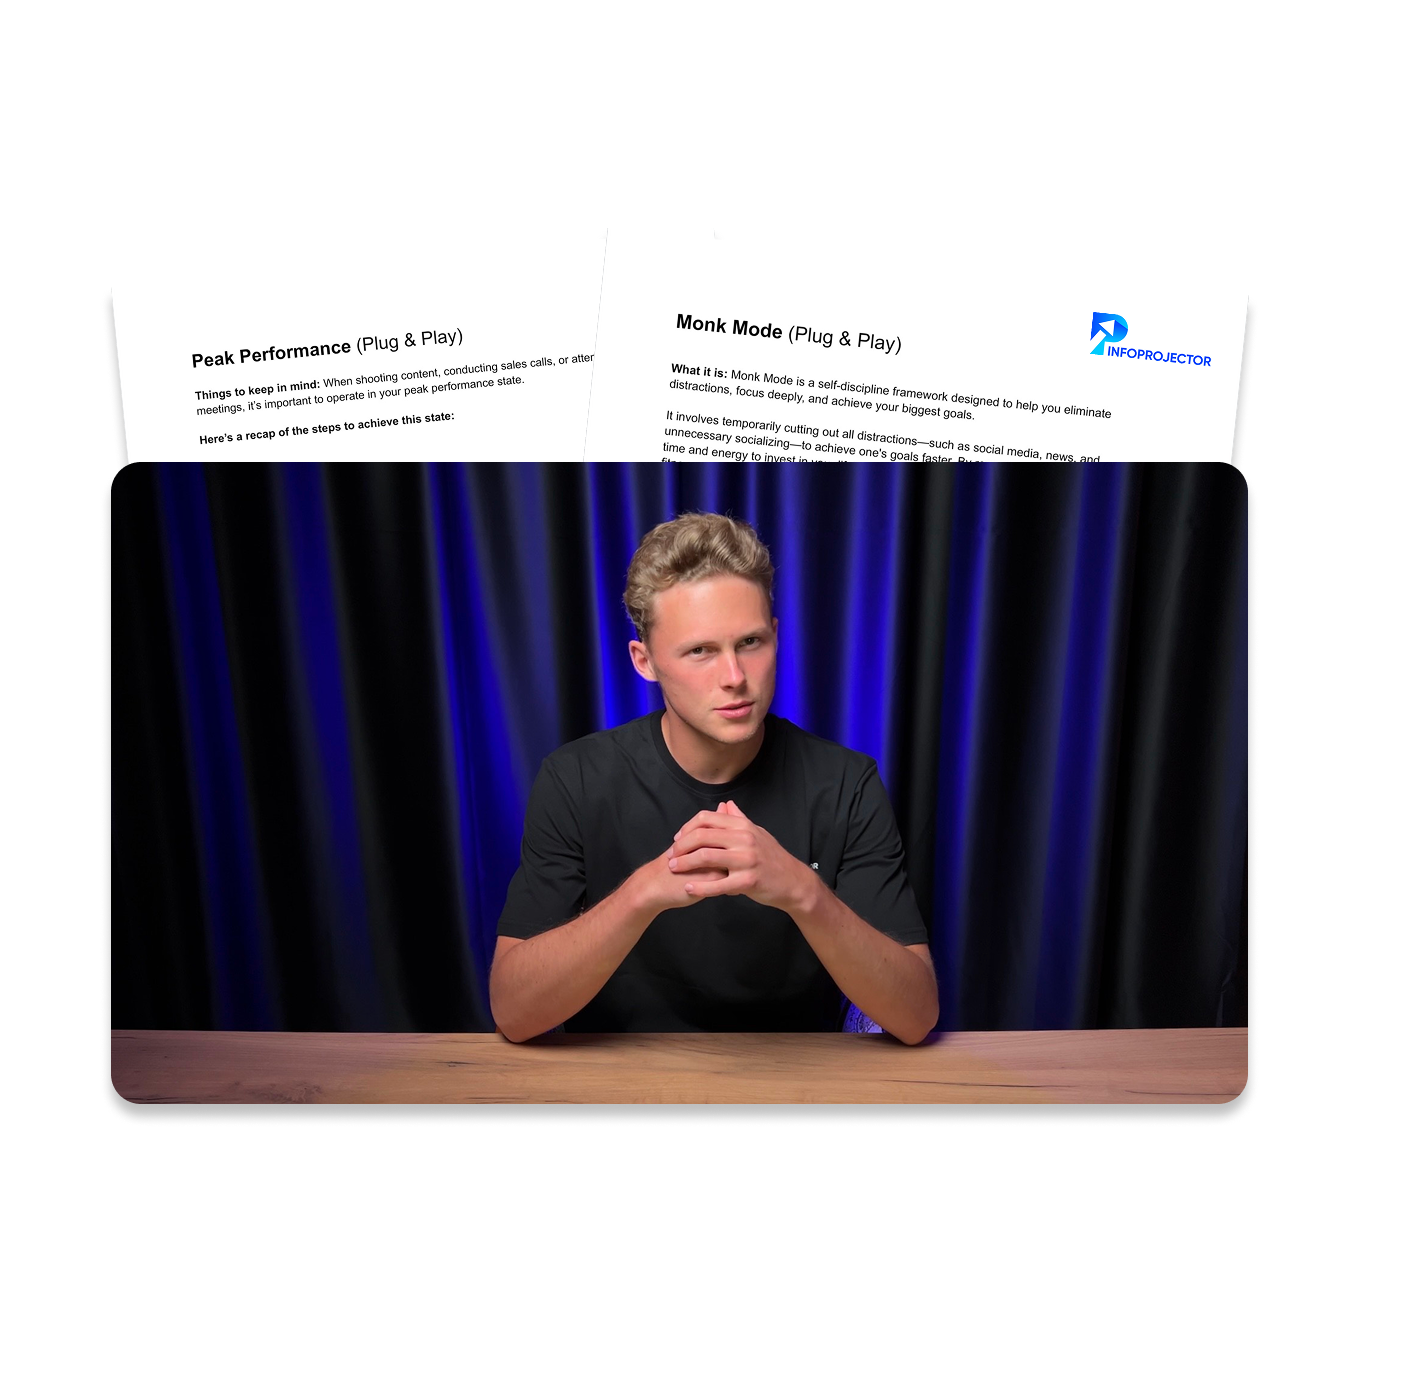 Peak Performance (Plug & Play)
Things to keep in mind: When shooting content, conducting sales calls, or atter
meetings, it's important to operate in your peak performance state.
Here's a recap of the steps to achieve this state:
Monk Mode (Plug & Play)
INFOPROJECTOR
What it is: Monk Mode is a self-discipline framework designed to help you eliminate
distractions, focus deeply, and achieve your biggest goals.
It involves temporarily cutting out all distractions—such as social media, news, and
unnecessary socializing—to achieve one's goals faster. By
time and energy to invest in